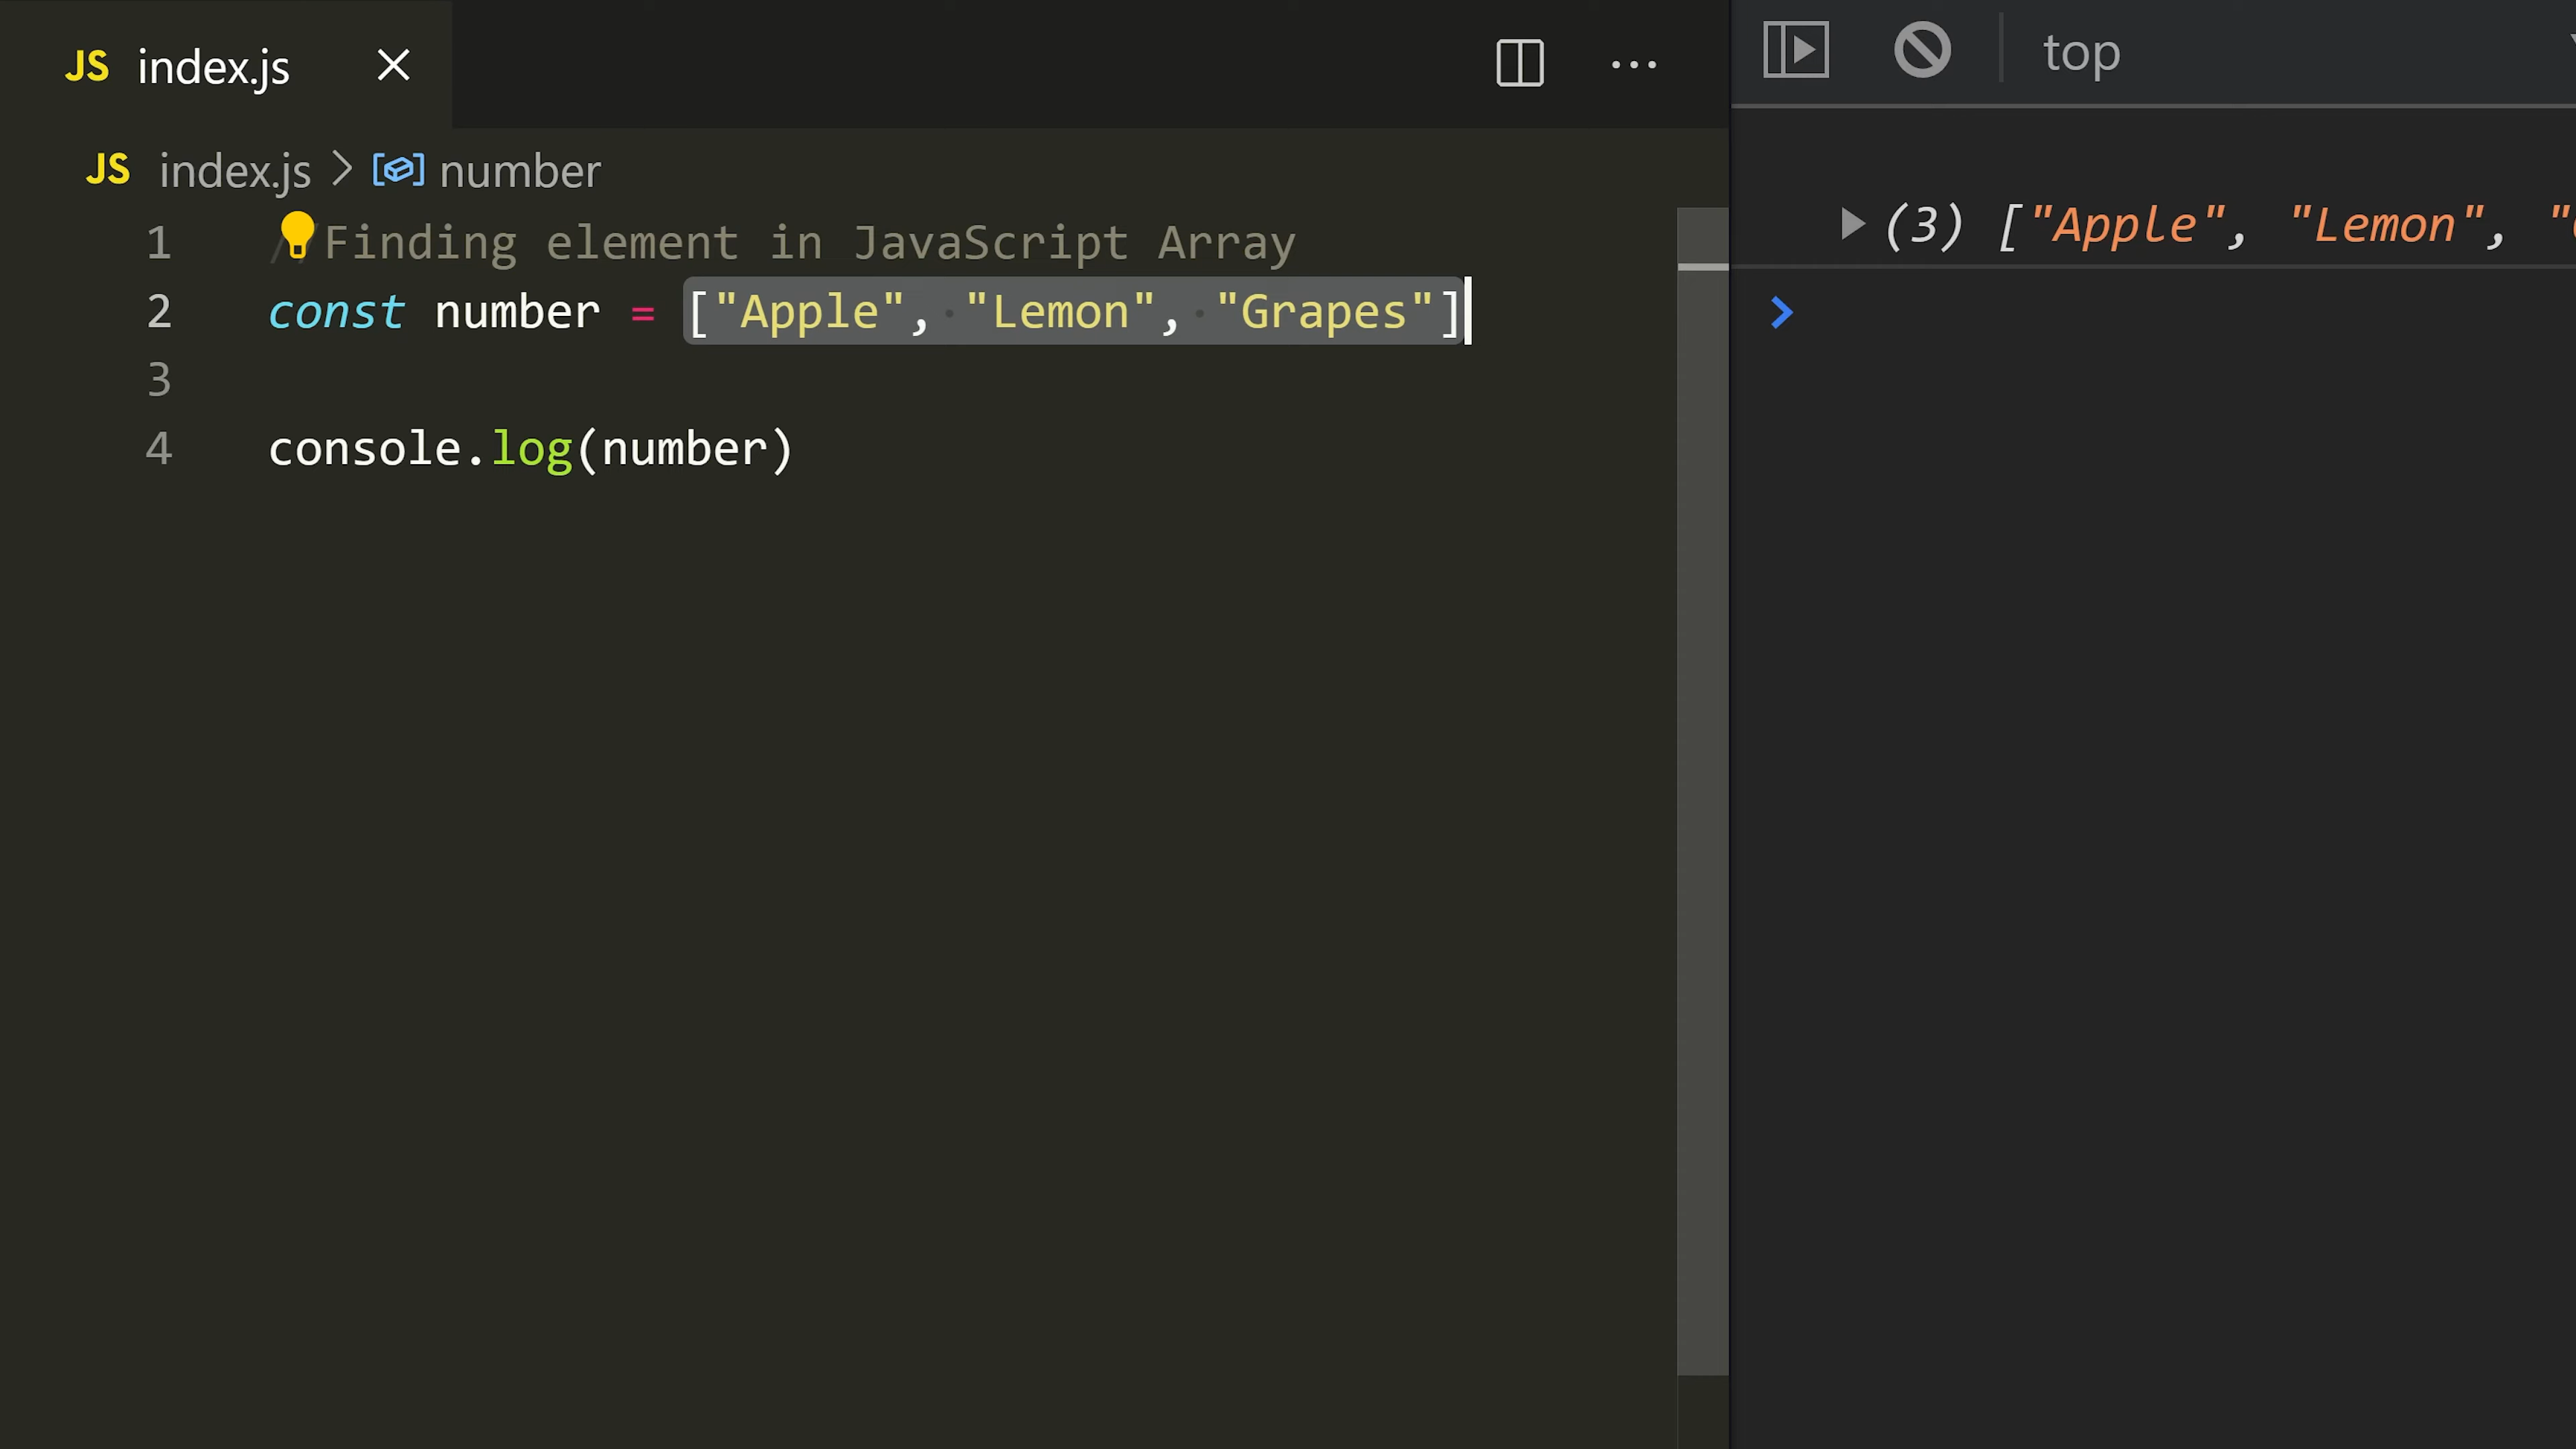 JS index.js
JS index.js > number
1 //Finding element in JavaScript Array
2 const number = ["Apple", "Lemon", "Grapes"]
3
4 console.log(number)
top
(3) ["Apple", "Lemon", "